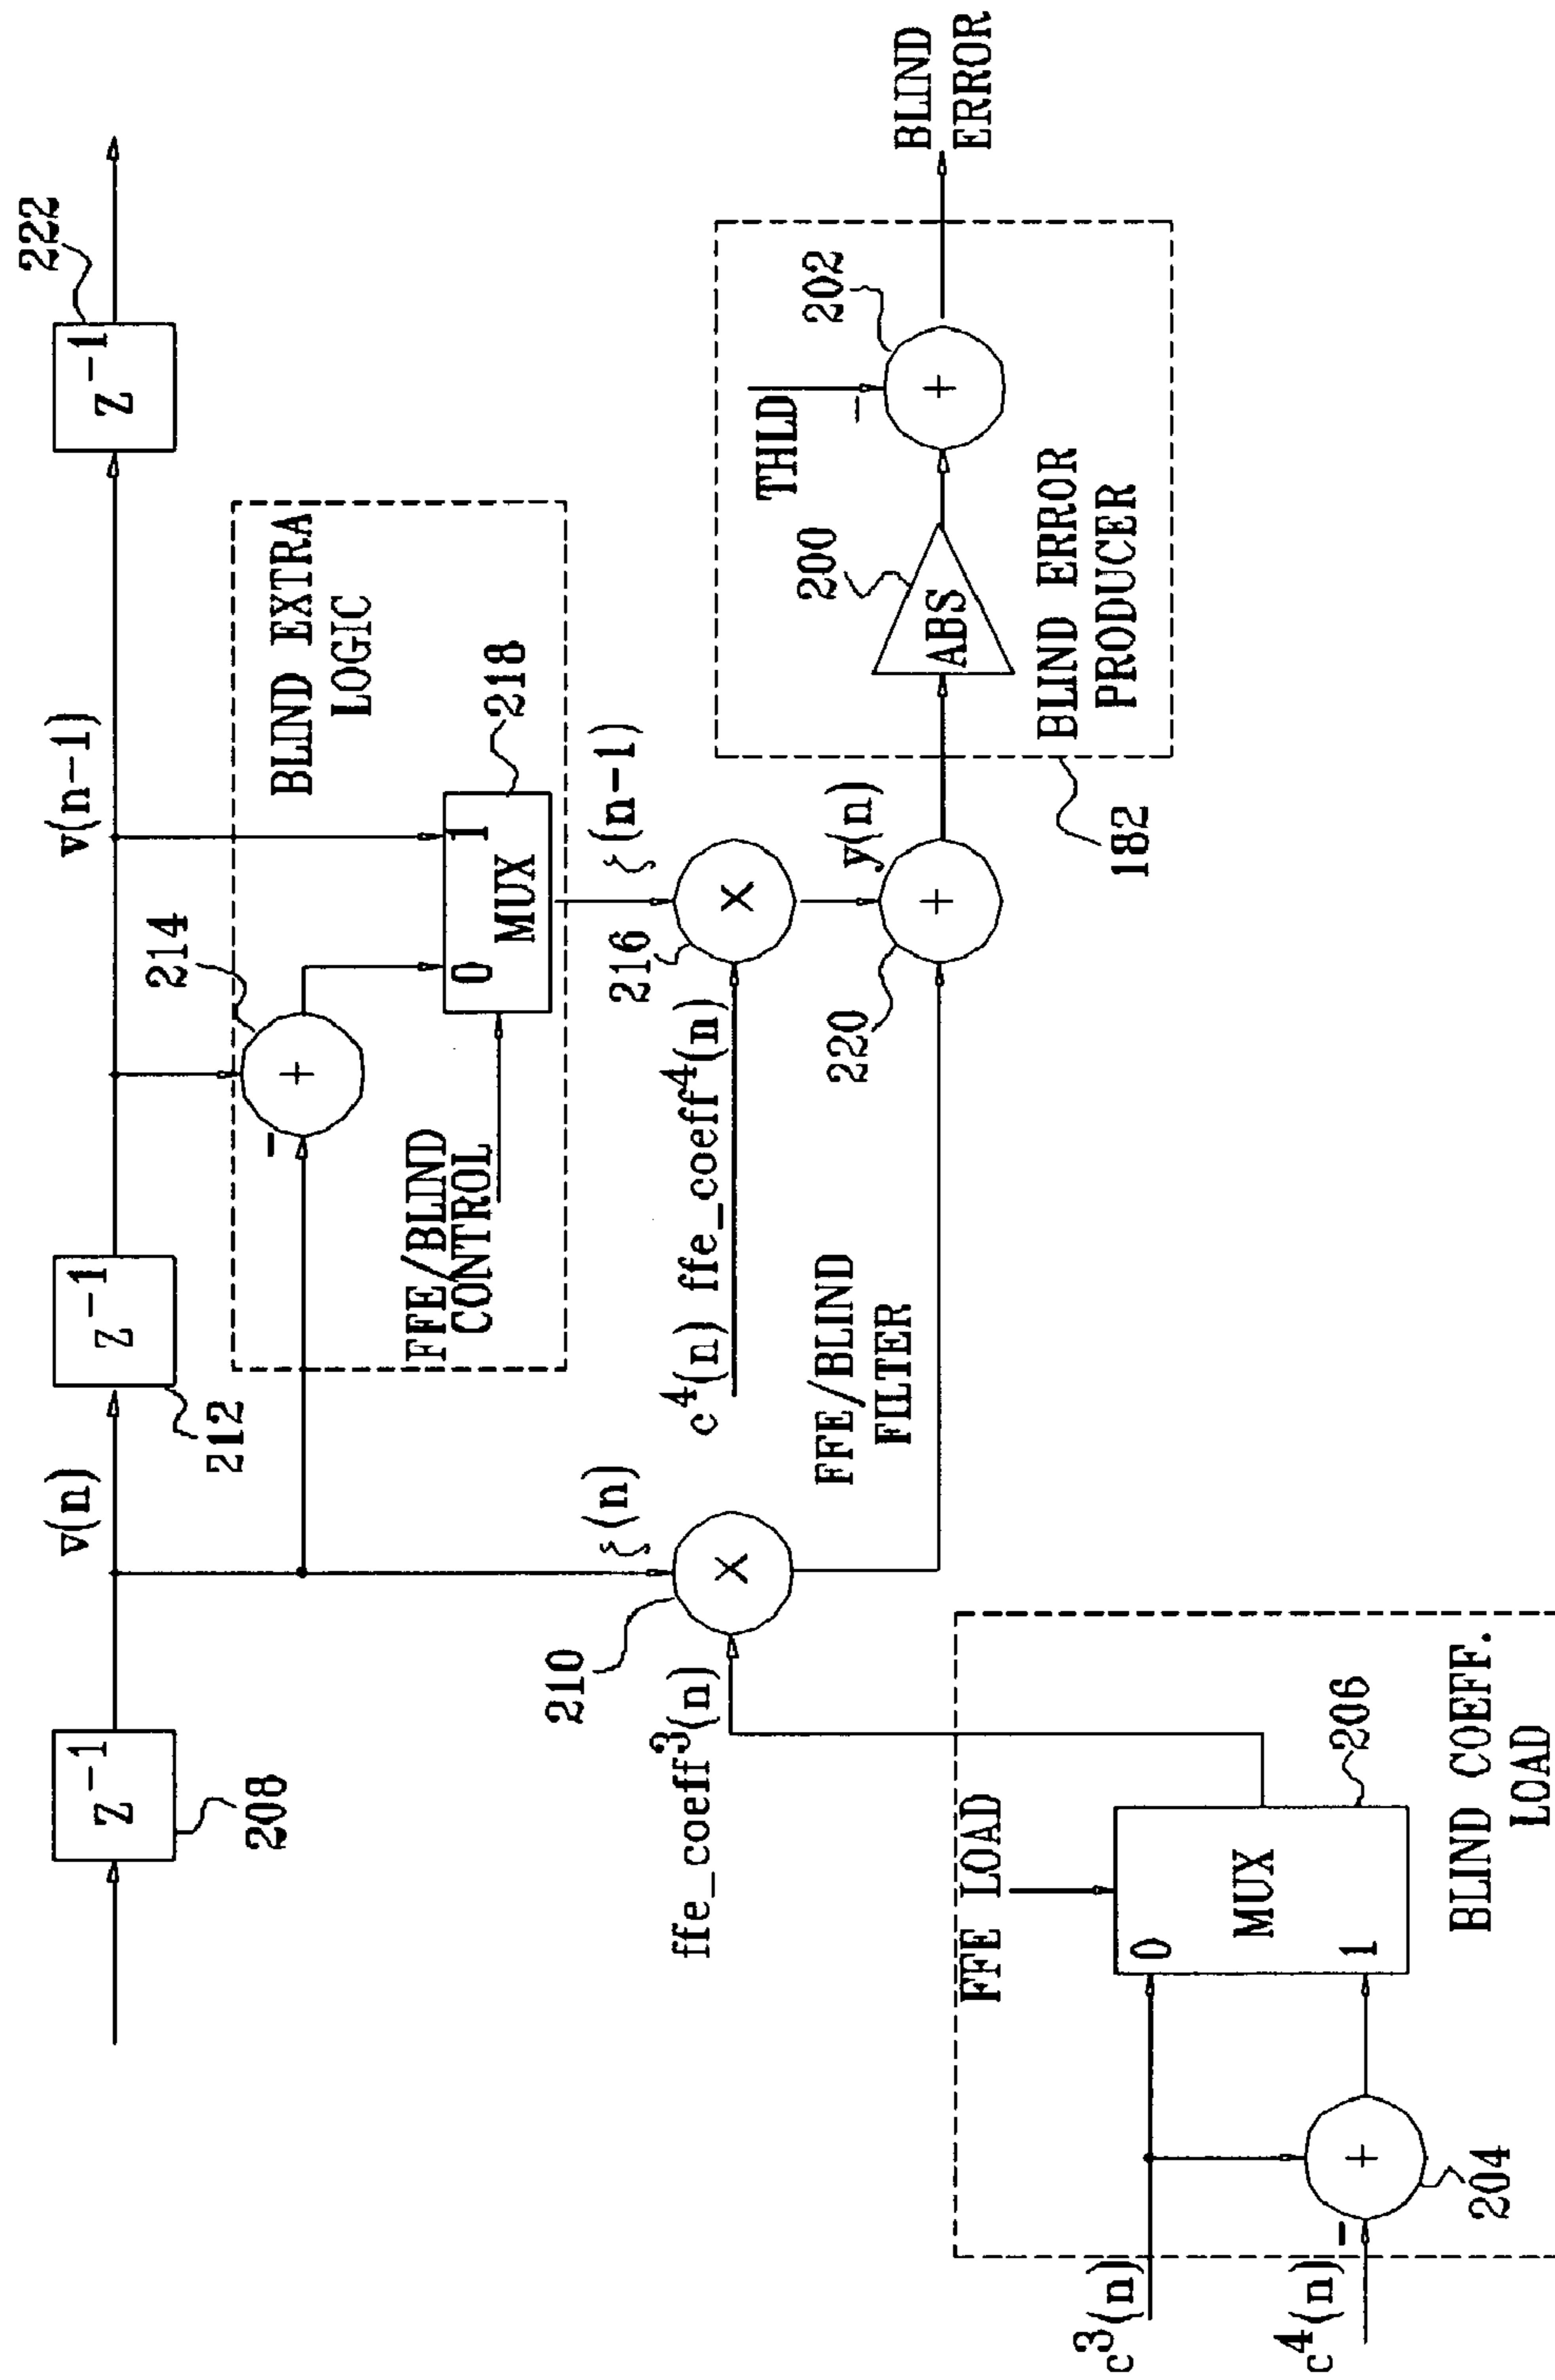 Z⁻¹
208
v(n)
Z⁻¹
212
v(n-1)
Z⁻¹
222
214
+
-
BLIND EXTRA
LOGIC
FFE/BLIND
CONTROL
0
1
MUX
218
ξ(n)
ξ(n-1)
210
×
ffe_coeff³(n)
c⁴(n) ffe_coeff⁴(n)
216
×
FFE/BLIND
FILTER
220
+
y(n)
182
200
ABS
THLD
-
202
+
BLIND ERROR
PRODUCER
BLIND
ERROR
FFE LOAD
0
1
MUX
206
c³(n)
c⁴(n)
-
+
204
BLIND COEFF.
LOAD